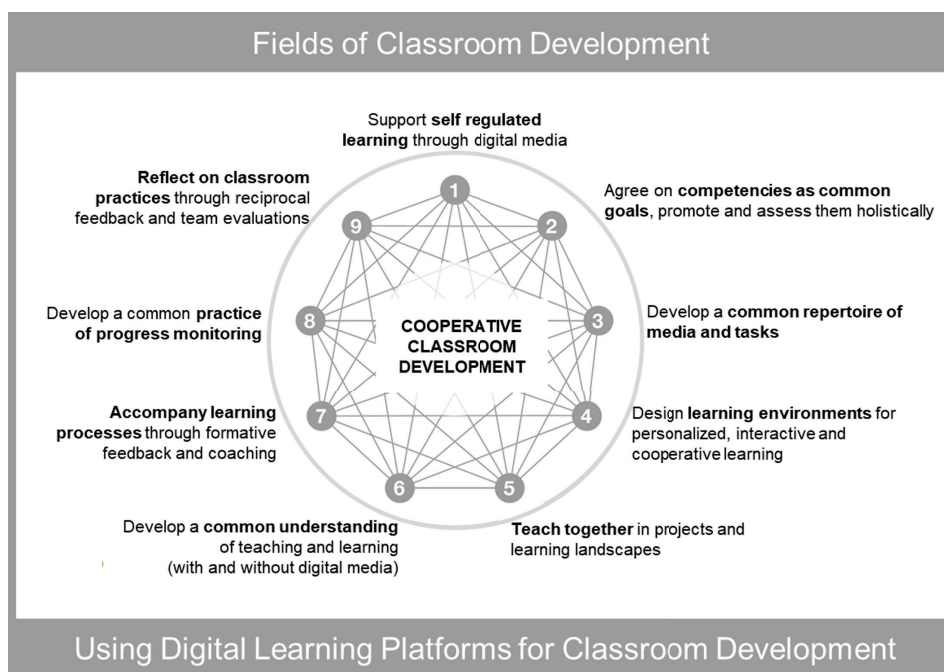 Fields of Classroom Development
Support self regulated
learning through digital media
1
Agree on competencies as common
goals, promote and assess them holistically
2
Develop a common repertoire of
media and tasks
3
Design learning environments for
personalized, interactive and
cooperative learning
4
Teach together in projects and
learning landscapes
5
Develop a common understanding
of teaching and learning
(with and without digital media)
6
Accompany learning
processes through formative
feedback and coaching
7
Develop a common practice
of progress monitoring
8
Reflect on classroom
practices through reciprocal
feedback and team evaluations
9
COOPERATIVE
CLASSROOM
DEVELOPMENT
Using Digital Learning Platforms for Classroom Development